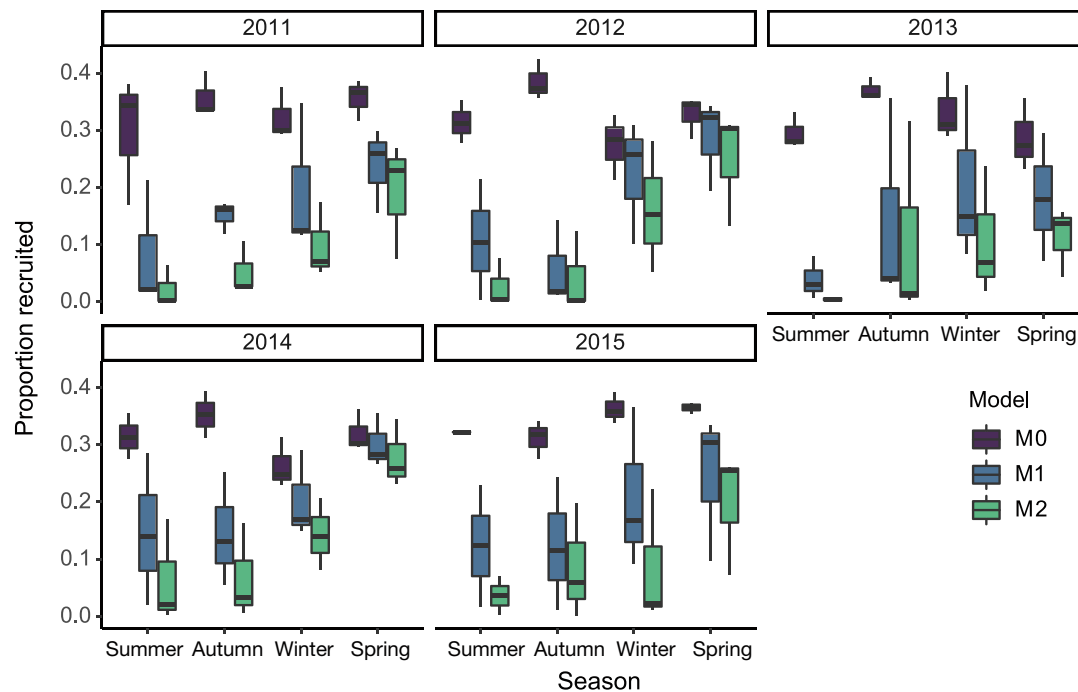 2011
2012
2013
0.4
0.3
0.2
0.1
0.0
Summer Autumn Winter Spring
2014
2015
0.4
0.3
0.2
0.1
0.0
Summer Autumn Winter Spring
Summer Autumn Winter Spring
Proportion recruited
Season
Model
M0
M1
M2